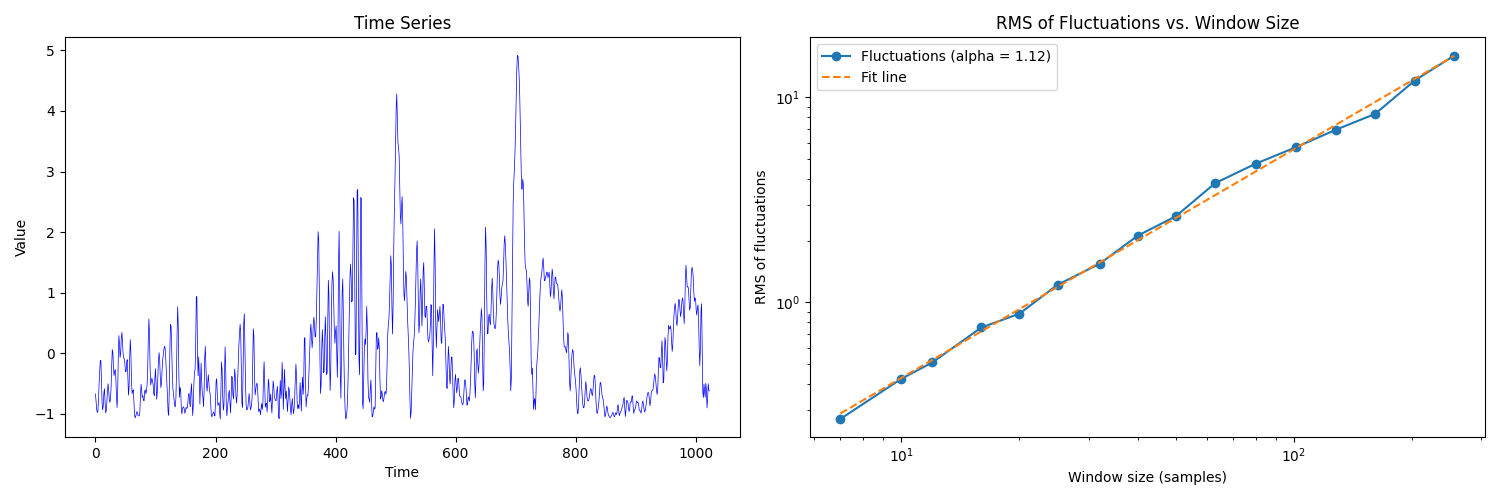 Time Series
Value
5
4
3
2
1
0
−1
0
200
400
600
800
1000
Time
RMS of Fluctuations vs. Window Size
Fluctuations (alpha = 1.12)
Fit line
RMS of fluctuations
10¹
10⁰
10¹
10²
Window size (samples)